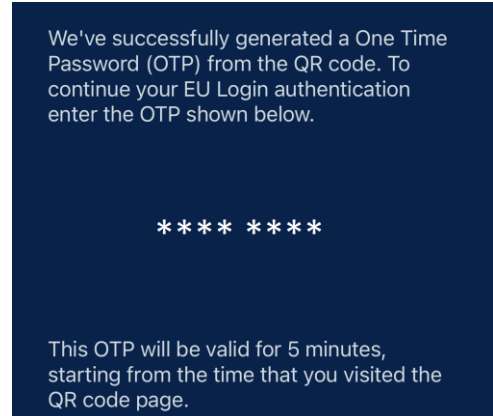 We've successfully generated a One Time
Password (OTP) from the QR code. To
continue your EU Login authentication
enter the OTP shown below.
**** ****
This OTP will be valid for 5 minutes,
starting from the time that you visited the
QR code page.